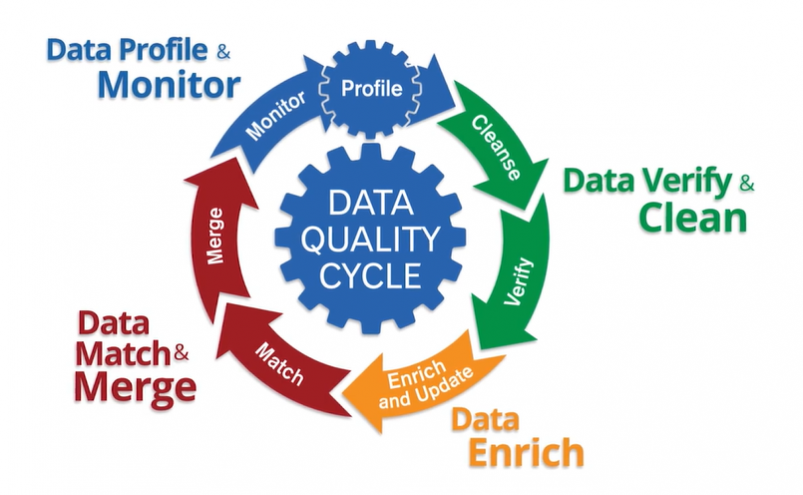 Data Profile &
Monitor
Profile
Monitor
Cleanse
Data Verify &
Clean
DATA
QUALITY
CYCLE
Merge
Verify
Data
Match&
Merge
Match
Enrich
and Update
Data
Enrich